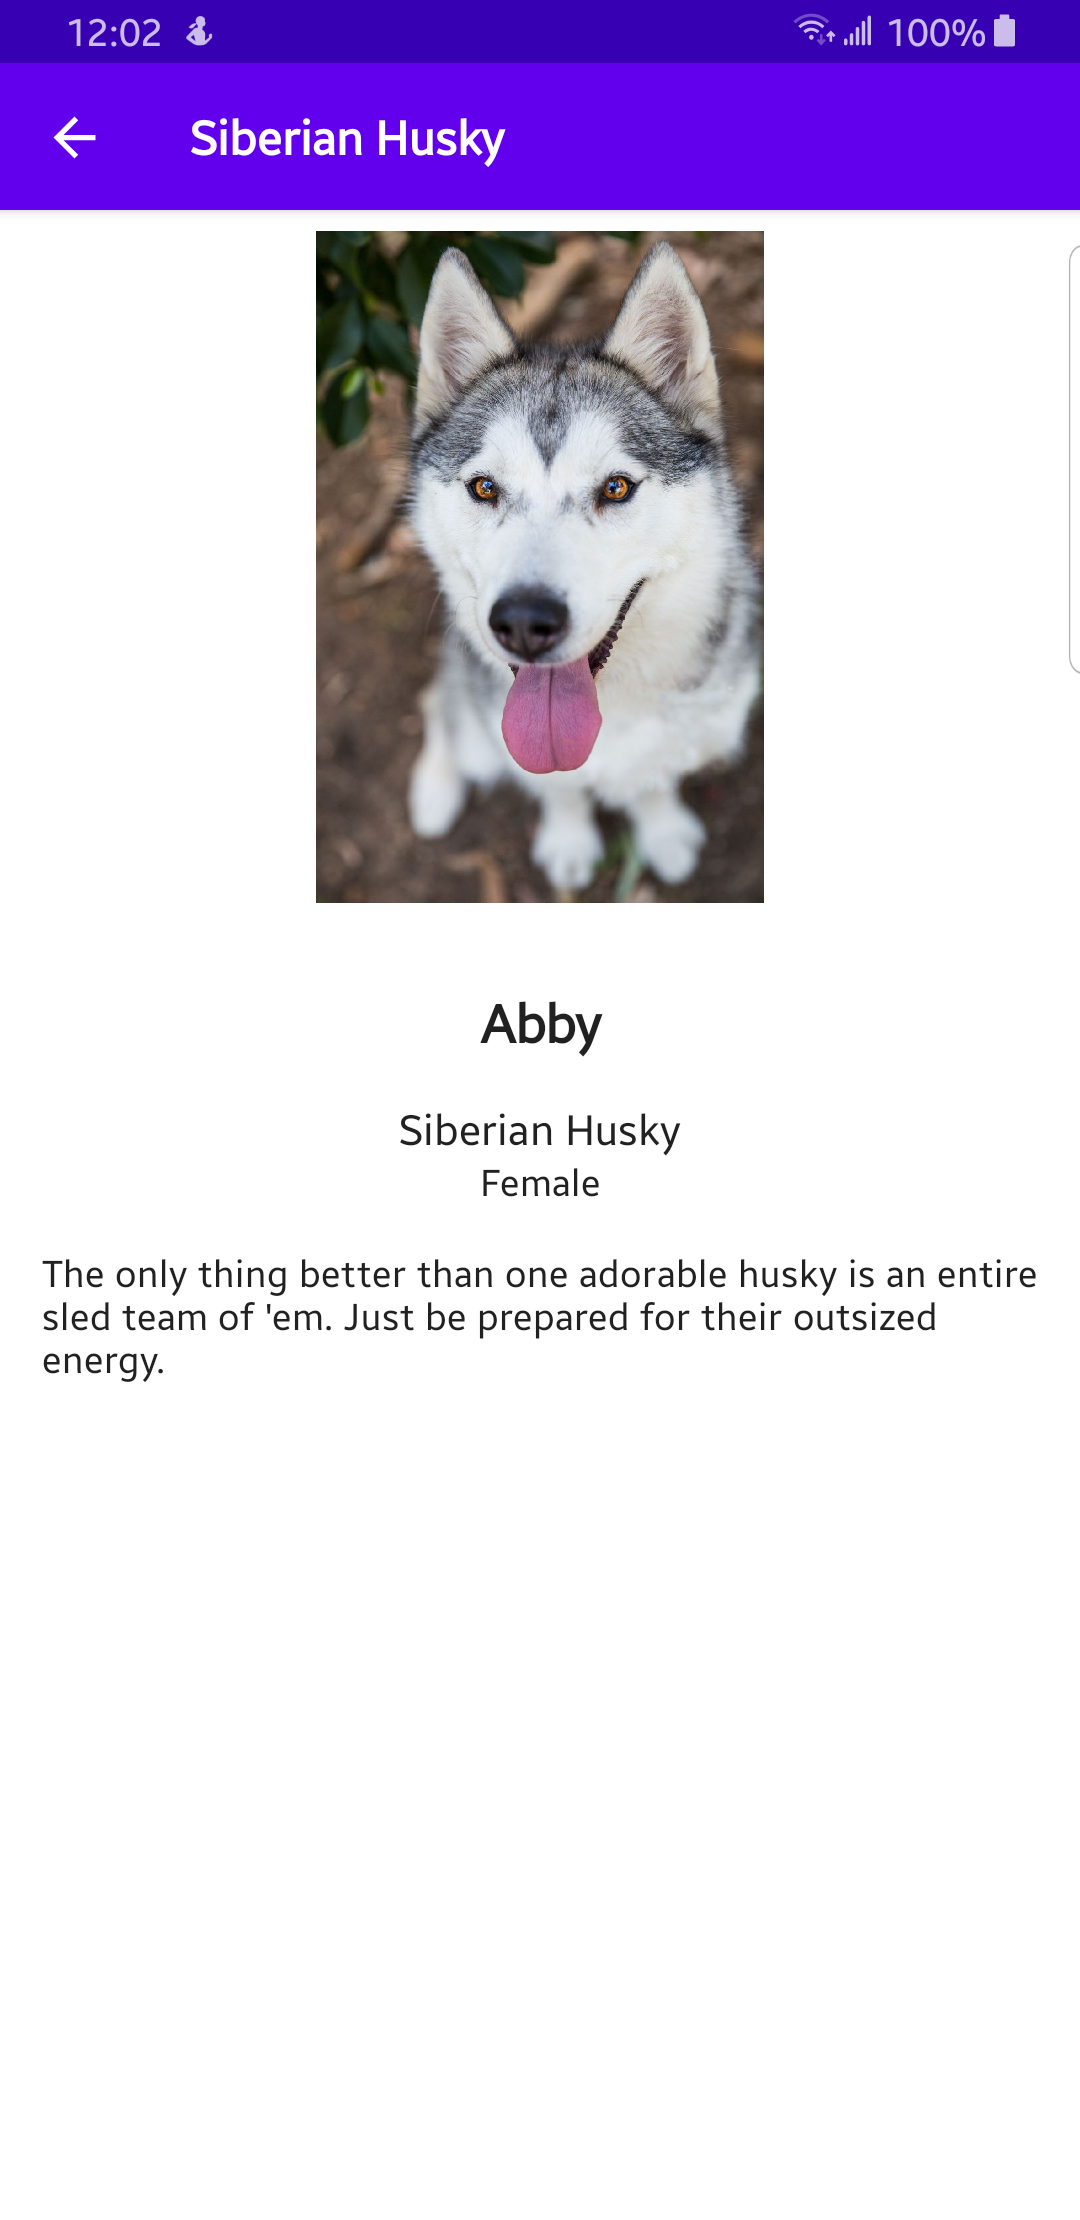 12:02
100%
Siberian Husky
Abby
Siberian Husky
Female
The only thing better than one adorable husky is an entire
sled team of 'em. Just be prepared for their outsized
energy.